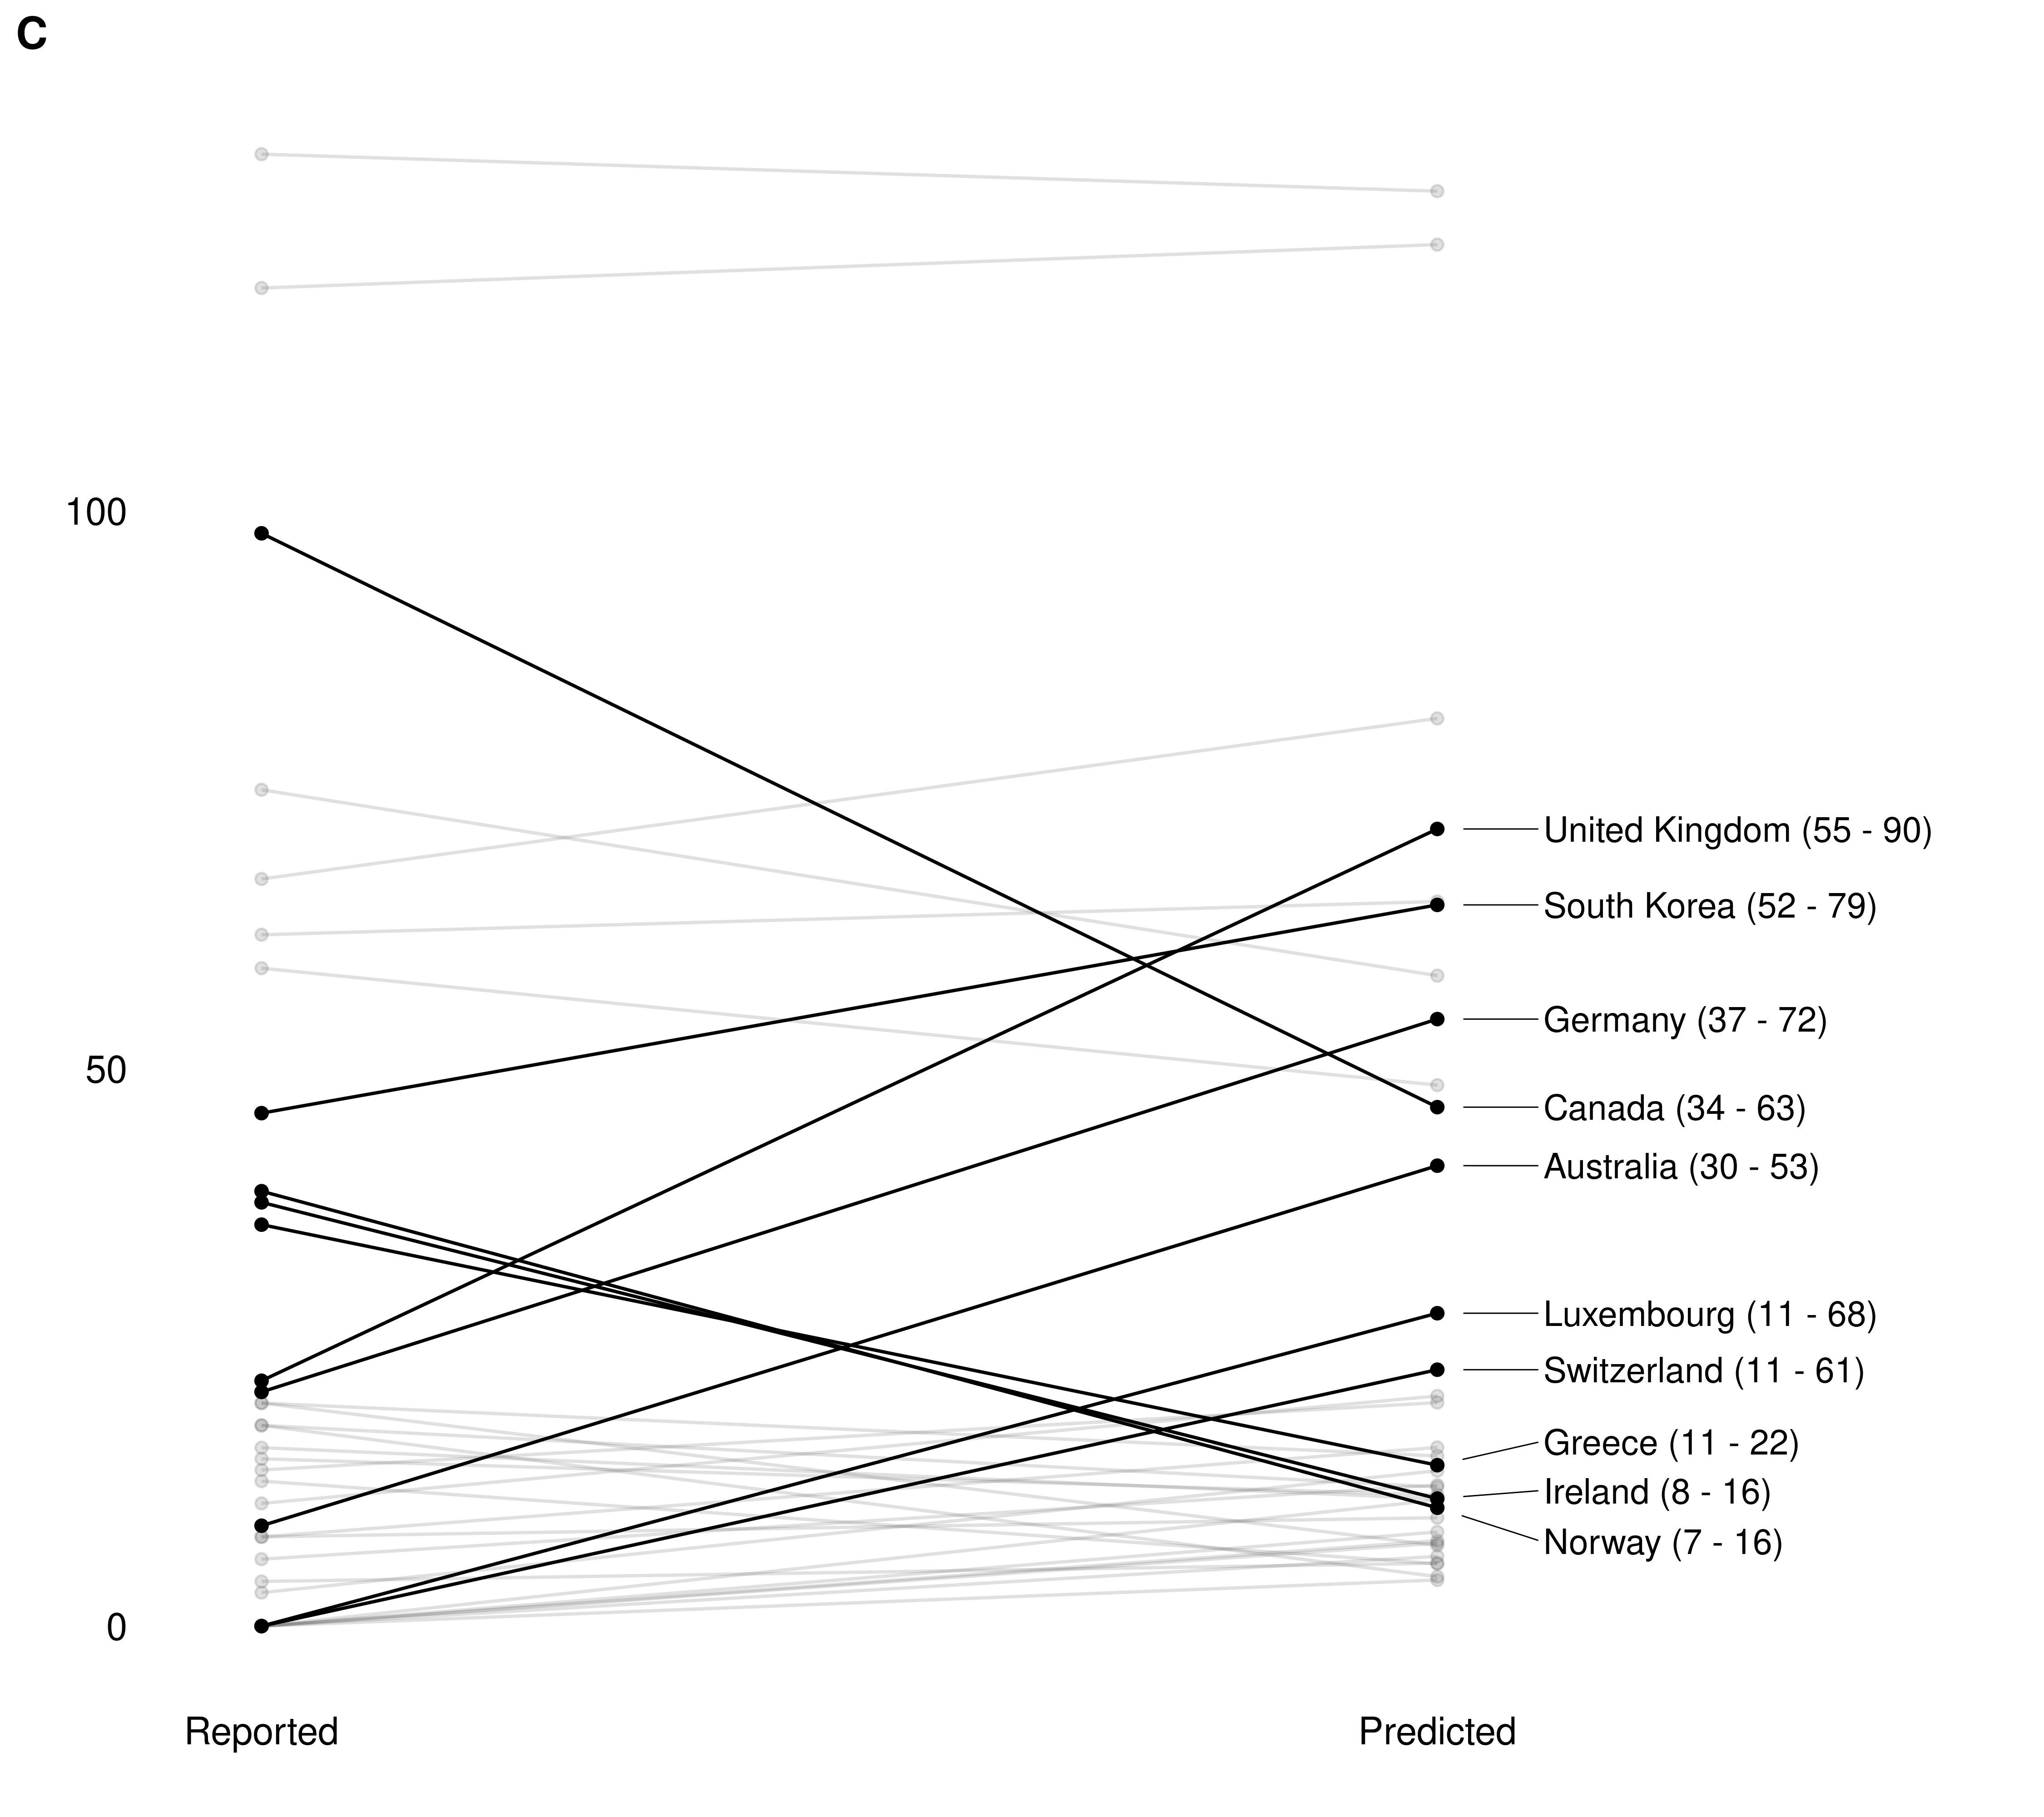 C
100
50
0
United Kingdom (55 - 90)
South Korea (52 - 79)
Germany (37 - 72)
Canada (34 - 63)
Australia (30 - 53)
Luxembourg (11 - 68)
Switzerland (11 - 61)
Greece (11 - 22)
Ireland (8 - 16)
Norway (7 - 16)
Reported
Predicted